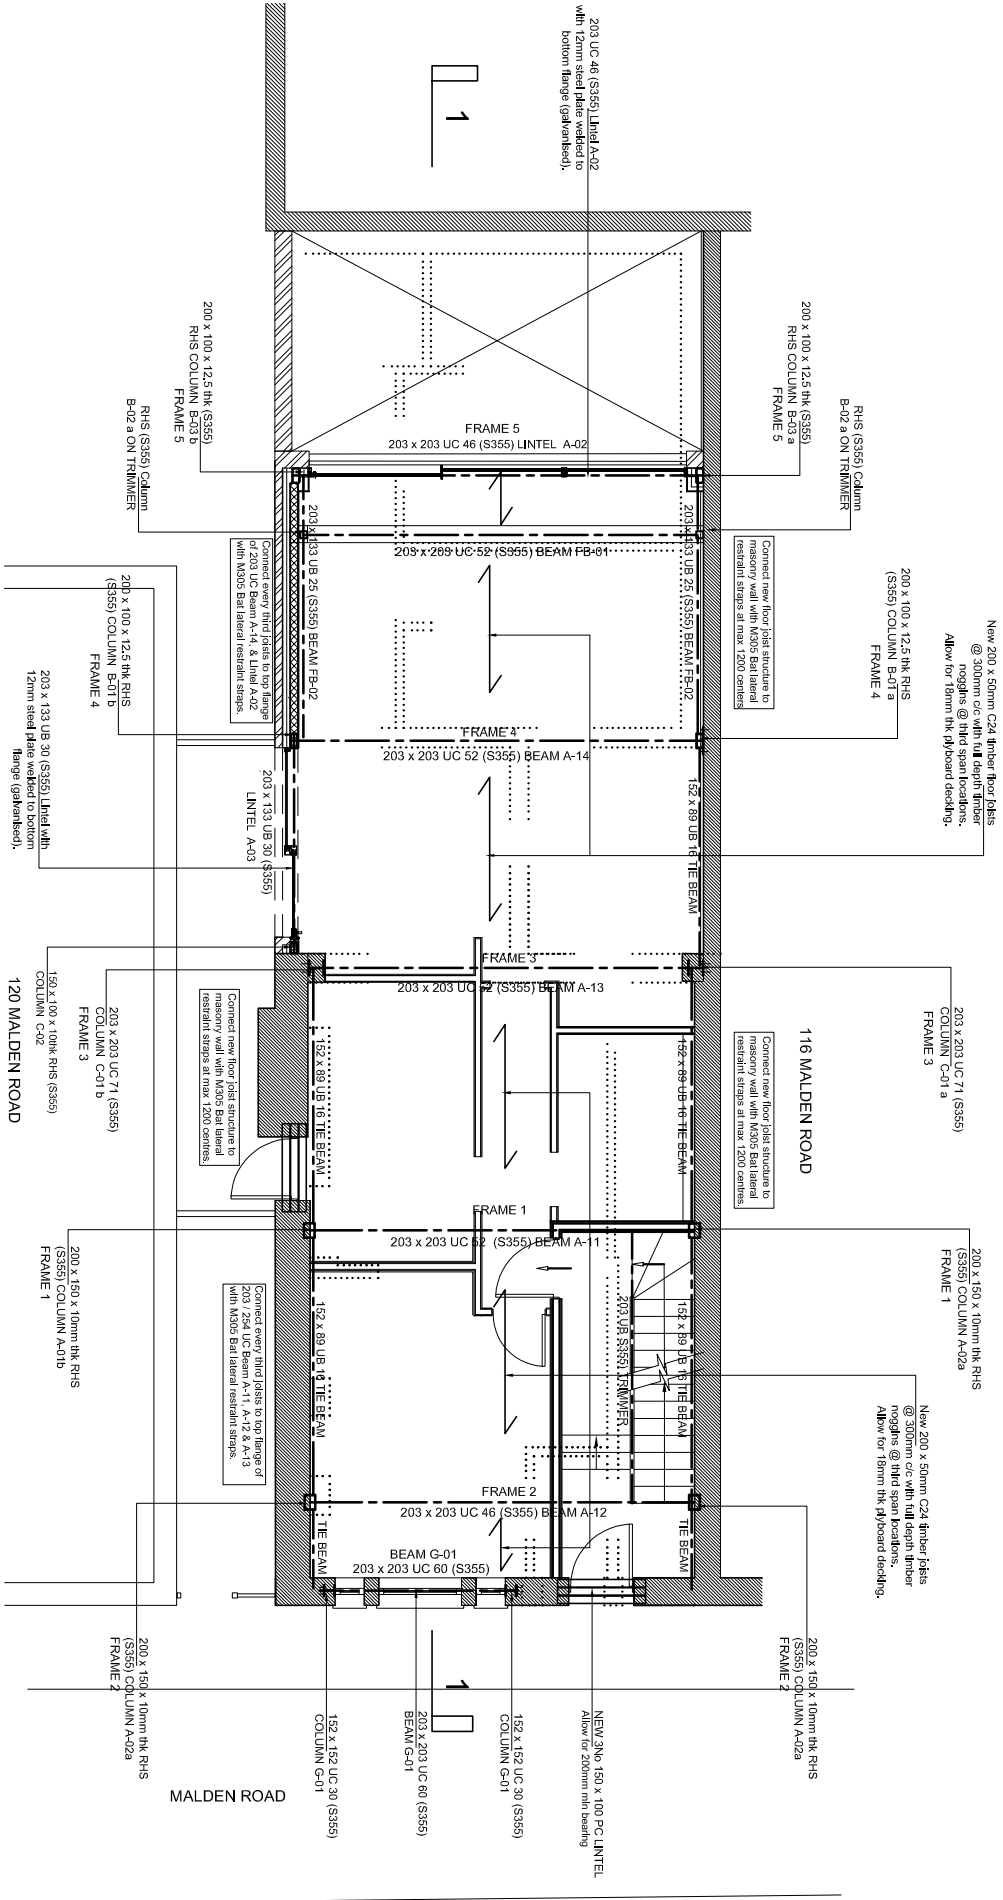 203 UC 46 (S355) Lintel A-02
with 12mm steel plate welded to
bottom flange (galvanised).
1
200 x 100 x 12.5 thk (S355)
RHS COLUMN B-03 b
FRAME 5
RHS (S355) Column
B-02 a ON TRIMMER
200 x 100 x 12.5 thk (S355)
RHS COLUMN B-03 a
FRAME 5
RHS (S355) Column
B-02 a ON TRIMMER
FRAME 5
203 x 203 UC 46 (S355) LINTEL A-02
203 x 203 UC 52 (S355) BEAM FB-01
203 x 133 UB 25 (S355) BEAM FB-02
203 x 133 UB 25 (S355) BEAM FB-02
Connect every third joists to top flange
of 203 UC Beam A-14, & Lintel A-02
with M305 Bat lateral restraint straps.
Connect new floor joist structure to
masonry wall with M305 Bat lateral
restraint straps at max 1200 centers
200 x 100 x 12.5 thk RHS
(S355) COLUMN B-01 b
FRAME 4
200 x 100 x 12.5 thk RHS
(S355) COLUMN B-01 a
FRAME 4
New 200 x 50mm C24 timber floor joists
@ 300mm c/c with full depth timber
noggins @ third span locations.
Allow for 18mm thk plyboard decking.
FRAME 4
203 x 203 UC 52 (S355) BEAM A-14
203 x 133 UB 30 (S355) Lintel with
12mm steel plate welded to bottom
flange (galvanised).
203 x 133 UB 30 (S355)
LINTEL A-03
152 x 89 UB 16 TIE BEAM
FRAME 3
203 x 203 UC 52 (S355) BEAM A-13
120 MALDEN ROAD
150 x 100 x 10thk RHS (S355)
COLUMN C-02
203 x 203 UC 71 (S355)
COLUMN C-01 b
FRAME 3
203 x 203 UC 71 (S355)
COLUMN C-01 a
FRAME 3
116 MALDEN ROAD
Connect new floor joist structure to
masonry wall with M305 Bat lateral
restraint straps at max 1200 centres.
Connect new floor joist structure to
masonry wall with M305 Bat lateral
restraint straps at max 1200 centres.
152 x 89 UB 16 TIE BEAM
152 x 89 UB 16 TIE BEAM
FRAME 1
203 x 203 UC 52 (S355) BEAM A-11
200 x 150 x 10mm thk RHS
(S355) COLUMN A-01b
FRAME 1
200 x 150 x 10mm thk RHS
(S355) COLUMN A-02a
FRAME 1
Connect every third joists to top flange of
203 / 254 UC Beam A-11, A-12 & A-13
with M305 Bat lateral restraint straps.
152 x 89 UB 16 TIE BEAM
203 UB S355) TRIMMER
152 x 89 UB 16 TIE BEAM
New 200 x 50mm C24 timber joists
@ 300mm c/c with full depth timber
noggins @ third span locations.
Allow for 18mm thk plyboard decking.
FRAME 2
203 x 203 UC 46 (S355) BEAM A-12
TIE BEAM
TIE BEAM
BEAM G-01
203 x 203 UC 60 (S355)
200 x 150 x 10mm thk RHS
(S355) COLUMN A-02a
FRAME 2
200 x 150 x 10mm thk RHS
(S355) COLUMN A-02a
FRAME 2
1
152 x 152 UC 30 (S355)
COLUMN G-01
203 x 203 UC 60 (S355)
BEAM G-01
152 x 152 UC 30 (S355)
COLUMN G-01
NEW 3No 150 x 100 PC LINTEL
Allow for 200mm min bearing
MALDEN ROAD